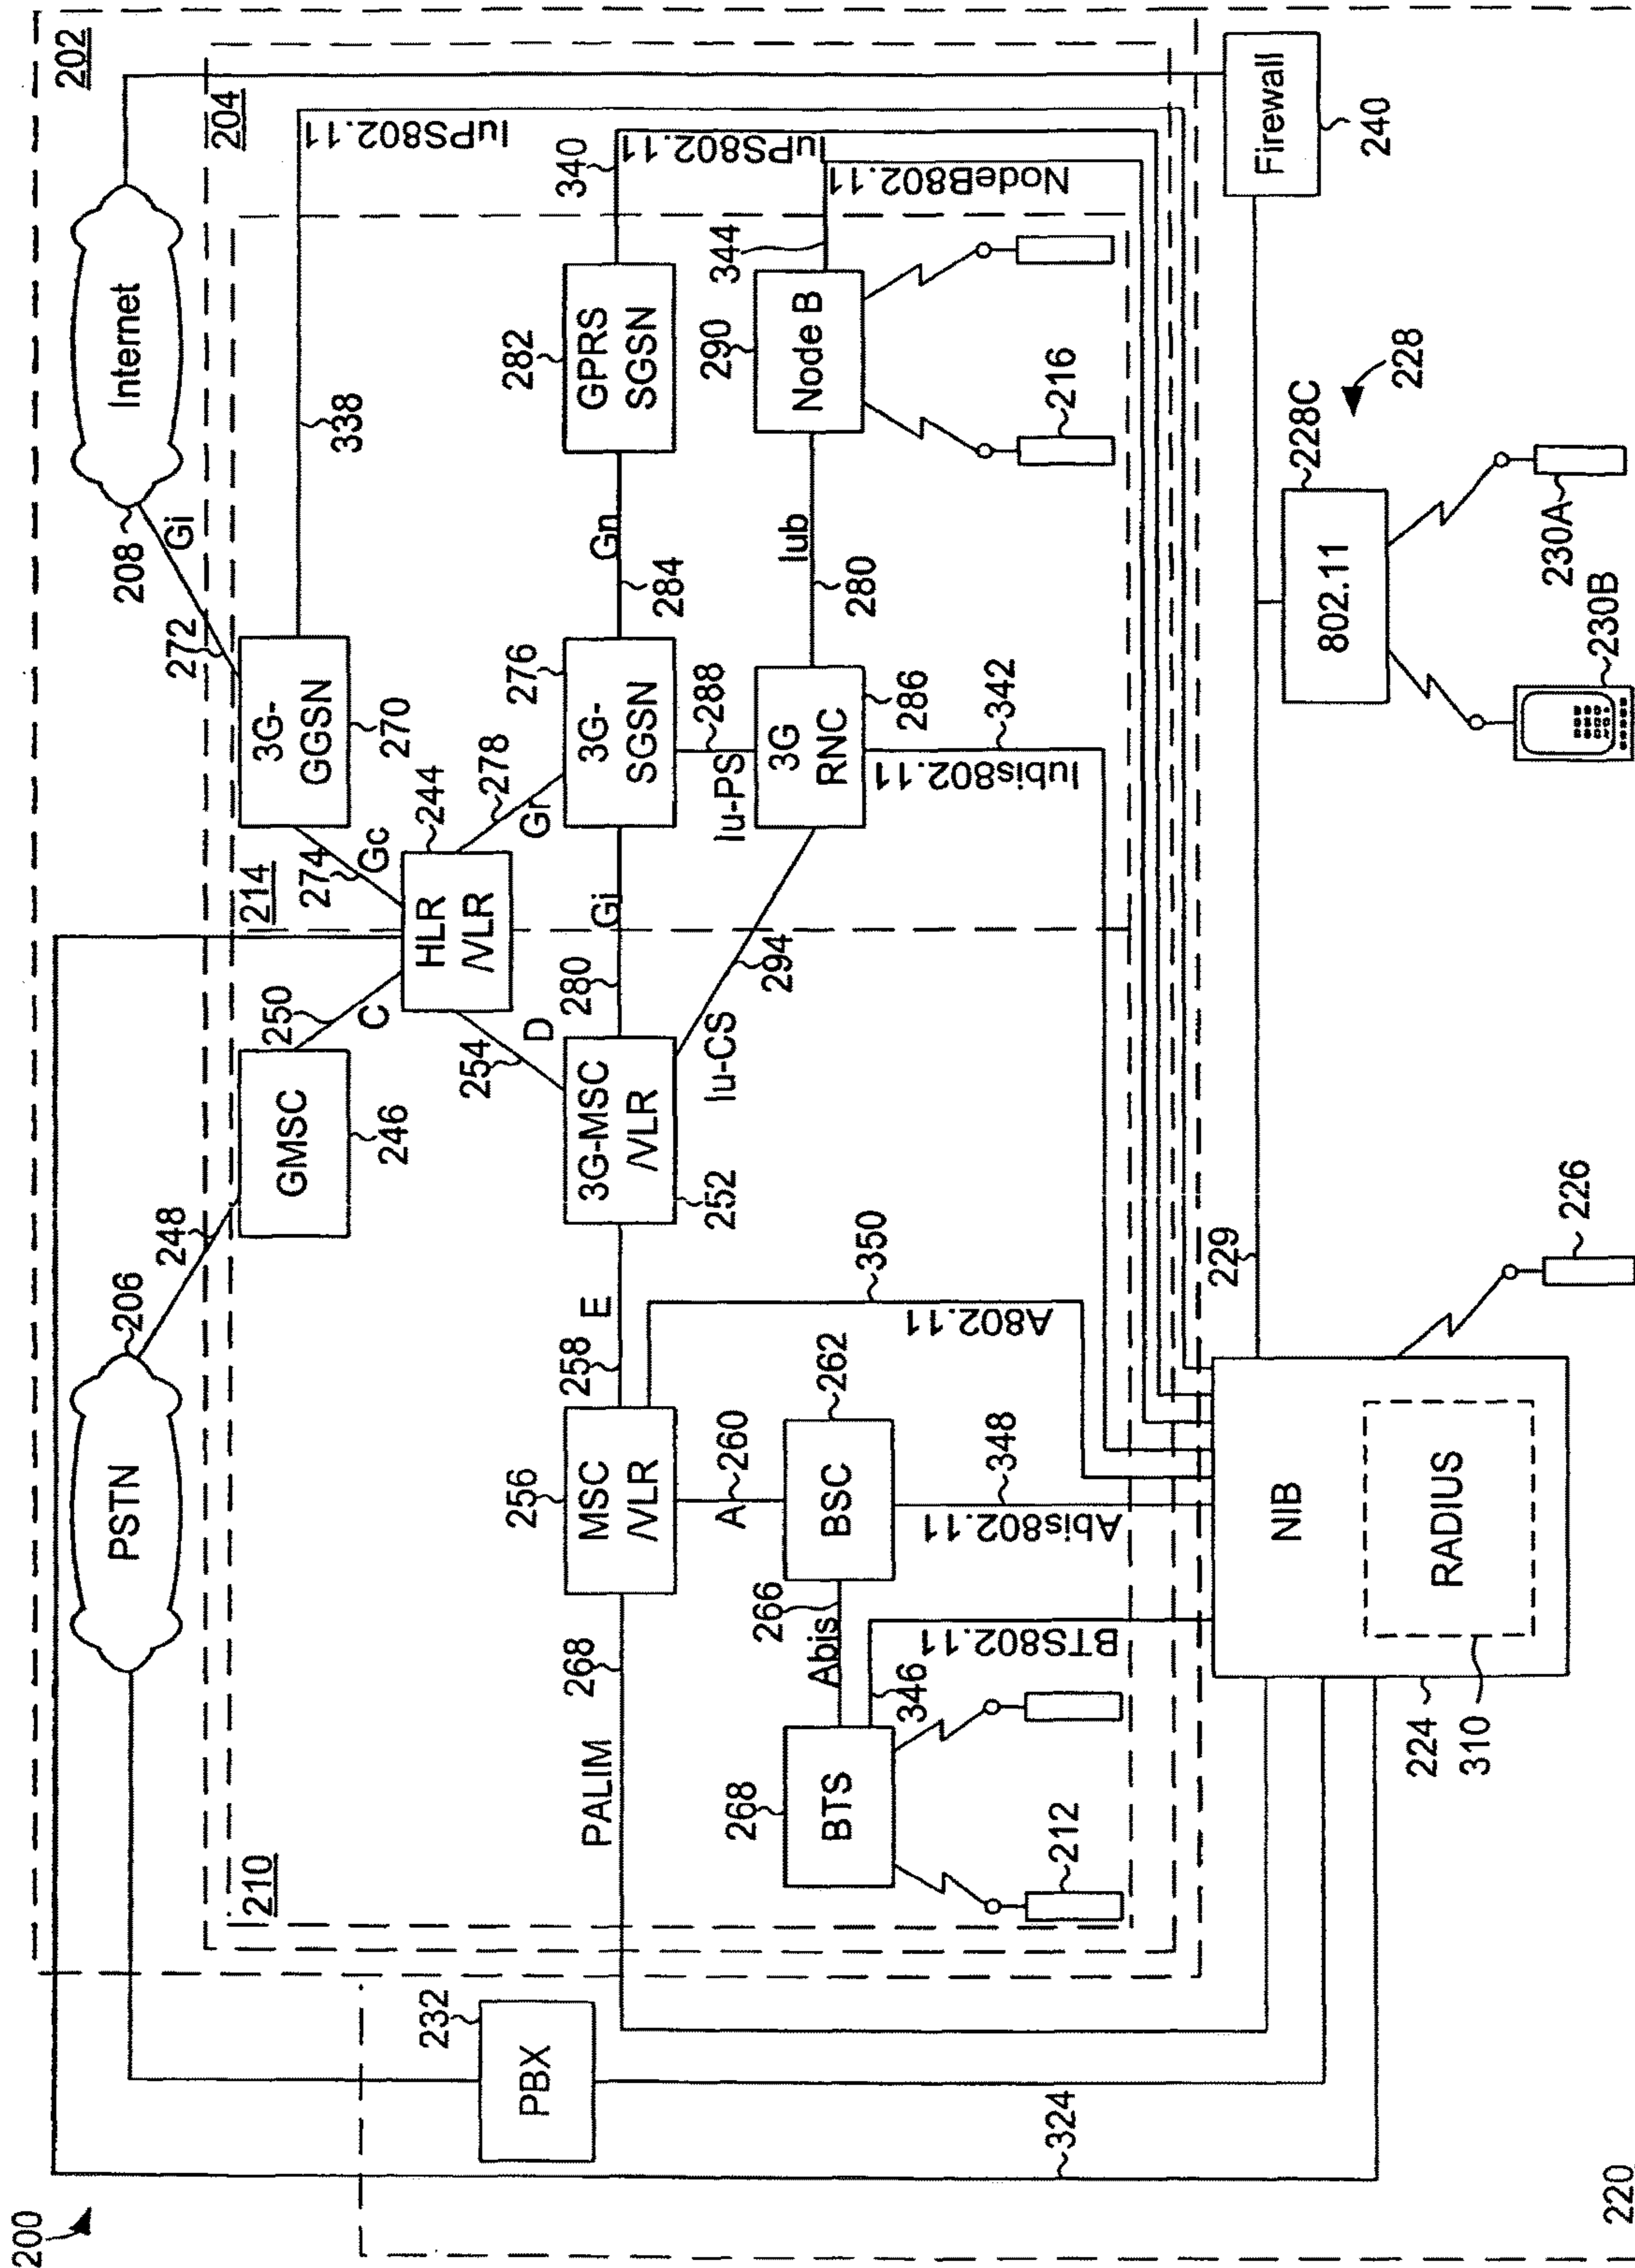 200
202
204
210
214
220
PSTN
206
248
Internet
208
Gi
272
GMSC
246
250
C
3G-
GGSN
270
274
Gc
338
IuPS802.11
HLR
/VLR
244
254
D
278
Gr
PBX
232
324
PALIM
268
MSC
/VLR
256
258
E
3G-MSC
/VLR
252
280
Gi
3G-
SGSN
276
284
Gn
GPRS
SGSN
282
340
IuPS802.11
A
260
350
A802.11
Iu-CS
294
Iu-PS
288
BTS
268
Abis
266
346
BTS802.11
BSC
262
348
Abis802.11
3G
RNC
286
342
Iubis802.11
Iub
280
Node B
290
344
NodeB802.11
212
216
NIB
RADIUS
224
310
226
229
802.11
228C
228
230A
230B
Firewall
240